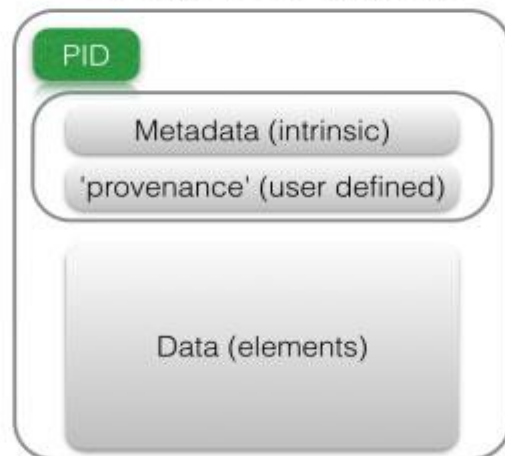 PID
Metadata (intrinsic)
'provenance' (user defined)
Data (elements)